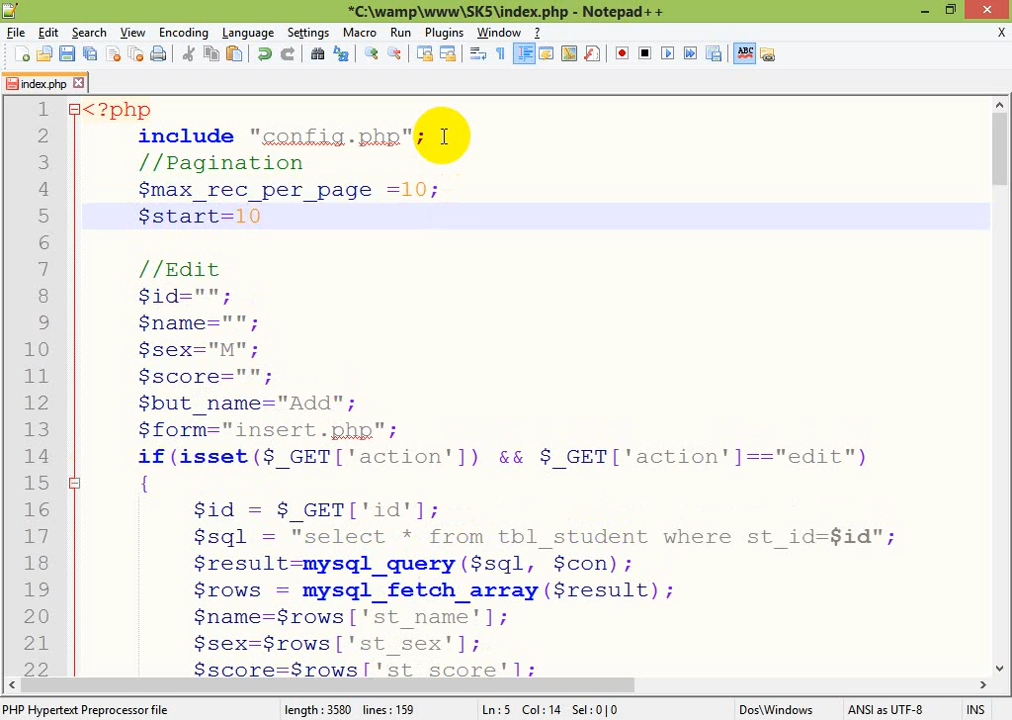 *C:\wamp\www\SK5\index.php - Notepad++
File Edit Search View Encoding Language Settings Macro Run Plugins Window ? X
index.php
1 <?php
2 include "config.php";
3 //Pagination
4 $max_rec_per_page =10;
5 $start=10
6
7 //Edit
8 $id="";
9 $name="";
10 $sex="M";
11 $score="";
12 $but_name="Add";
13 $form="insert.php";
14 if(isset($_GET['action']) && $_GET['action']=="edit")
15 {
16 $id = $_GET['id'];
17 $sql = "select * from tbl_student where st_id=$id";
18 $result=mysql_query($sql, $con);
19 $rows = mysql_fetch_array($result);
20 $name=$rows['st_name'];
21 $sex=$rows['st_sex'];
22 $score=$rows['st_score'];
PHP Hypertext Preprocessor file length : 3580 lines : 159 Ln : 5 Col : 14 Sel : 0 | 0 Dos\Windows ANSI as UTF-8 INS